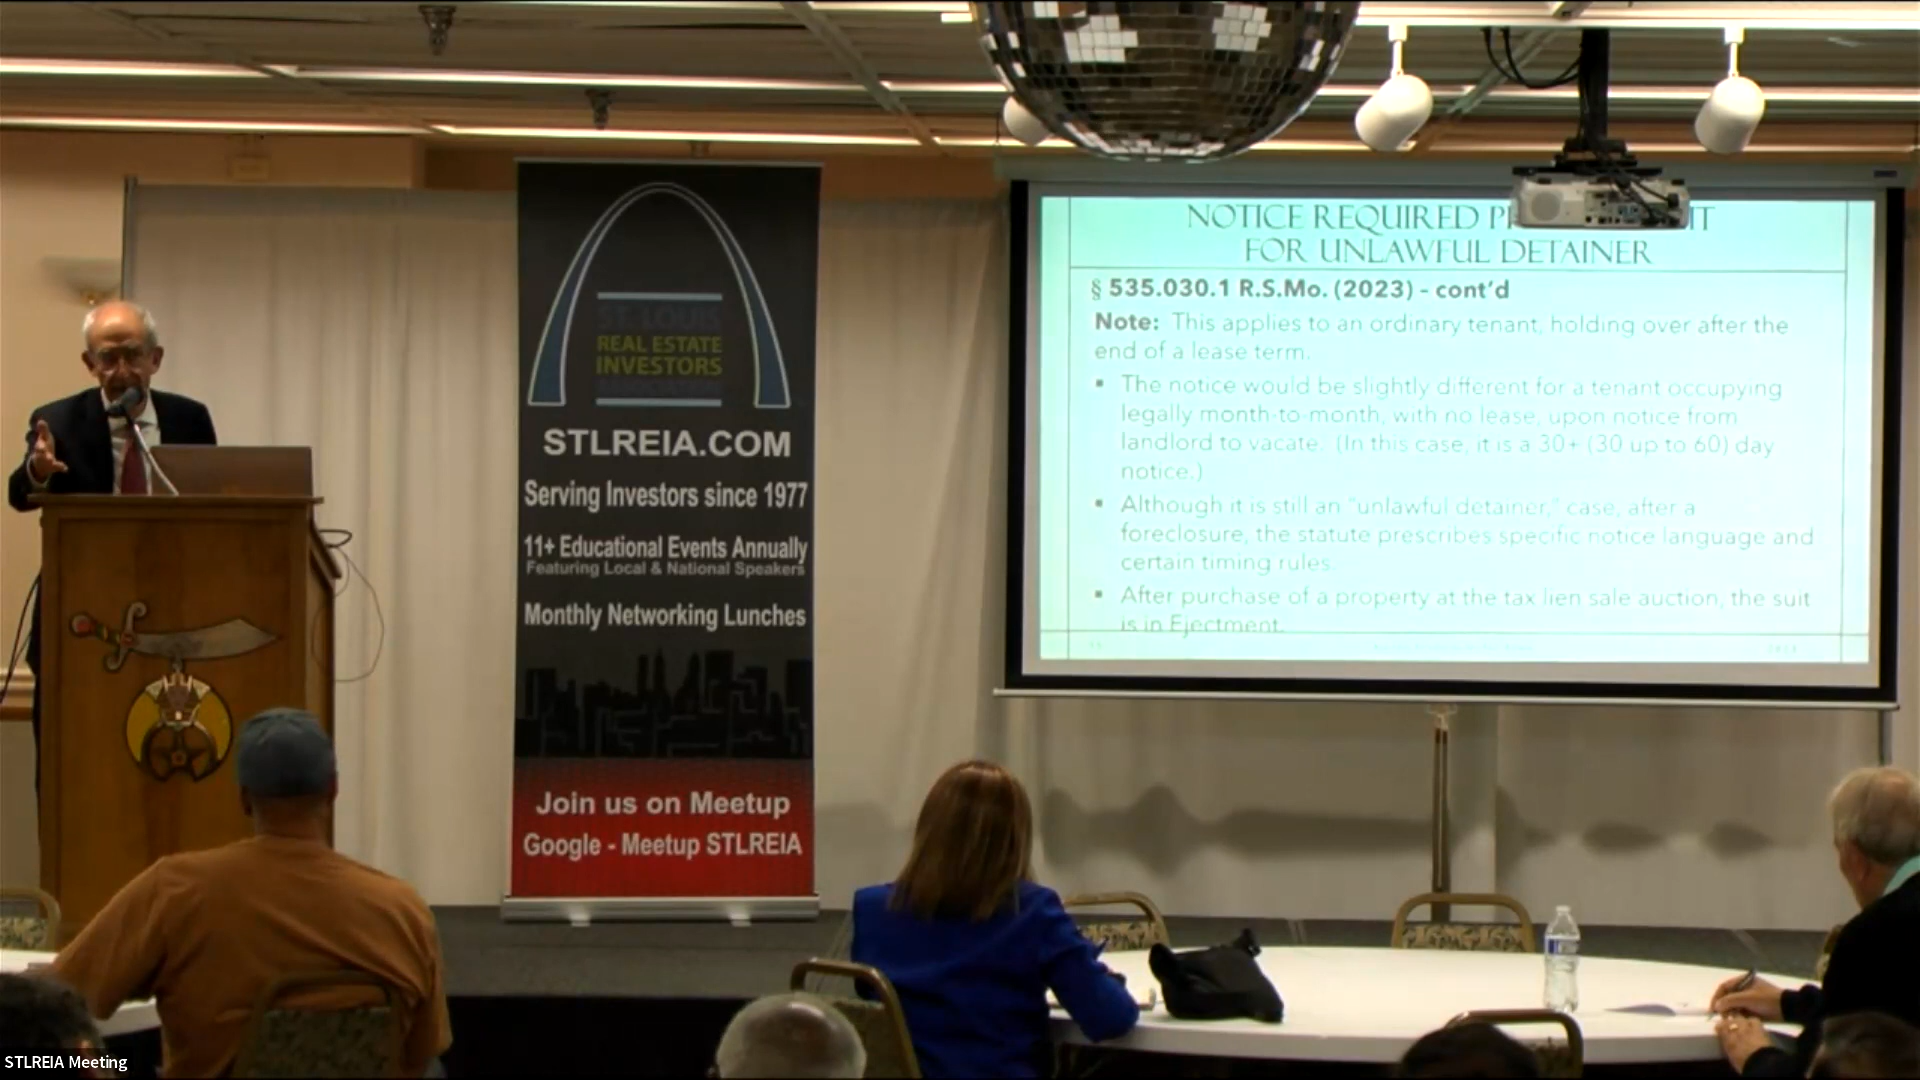 ST. LOUIS
REAL ESTATE
INVESTORS
ASSOCIATION
STLREIA.COM
Serving Investors since 1977
11+ Educational Events Annually
Featuring Local & National Speakers
Monthly Networking Lunches
Join us on Meetup
Google - Meetup STLREIA
NOTICE REQUIRED
FOR UNLAWFUL DETAINER
§ 535.030.1 R.S.Mo. (2023) - cont'd
Note: This applies to an ordinary tenant, holding over after the
end of a lease term.
▪ The notice would be slightly different for a tenant occupying
legally month-to-month, with no lease, upon notice from
landlord to vacate. (In this case, it is a 30+ (30 up to 60) day
notice.)
▪ Although it is still an "unlawful detainer," case, after a
foreclosure, the statute prescribes specific notice language and
certain timing rules.
▪ After purchase of a property at the tax lien sale auction, the suit
is in Ejectment.
STLREIA Meeting